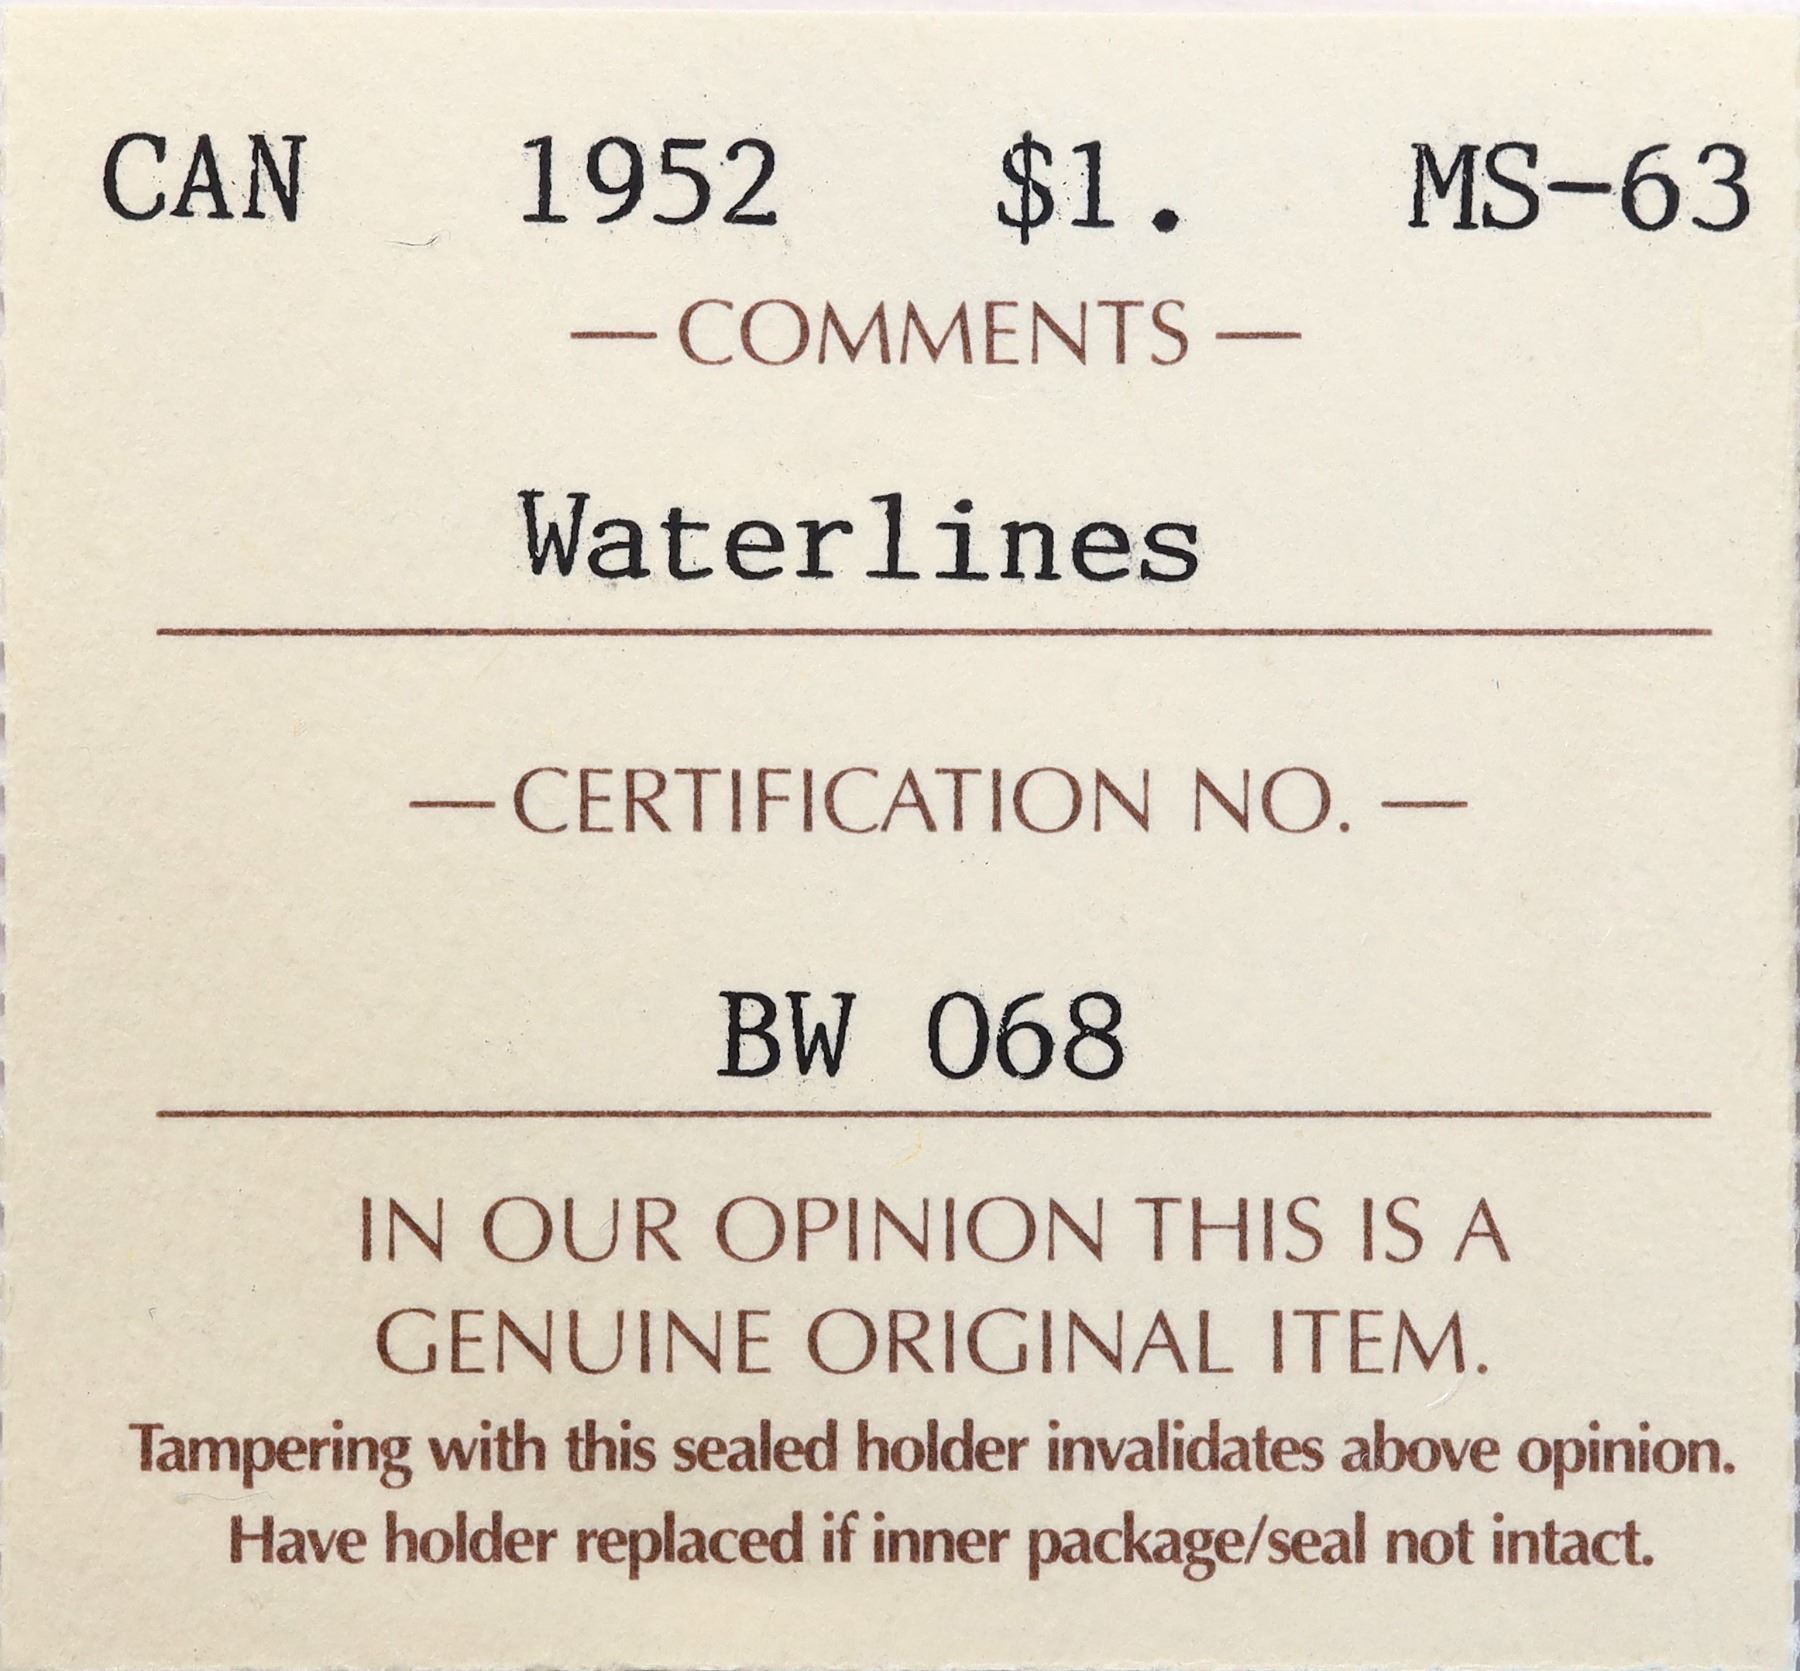 CAN 1952 $1. MS-63
— COMMENTS —
Waterlines
— CERTIFICATION NO. —
BW 068
IN OUR OPINION THIS IS A
GENUINE ORIGINAL ITEM.
Tampering with this sealed holder invalidates above opinion.
Have holder replaced if inner package/seal not intact.